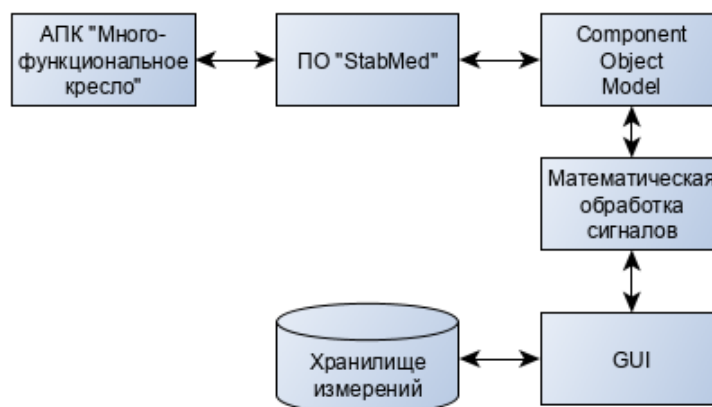 АПК "Много-
функциональное
кресло"
ПО "StabMed"
Component
Object
Model
Математическая
обработка
сигналов
Хранилище
измерений
GUI